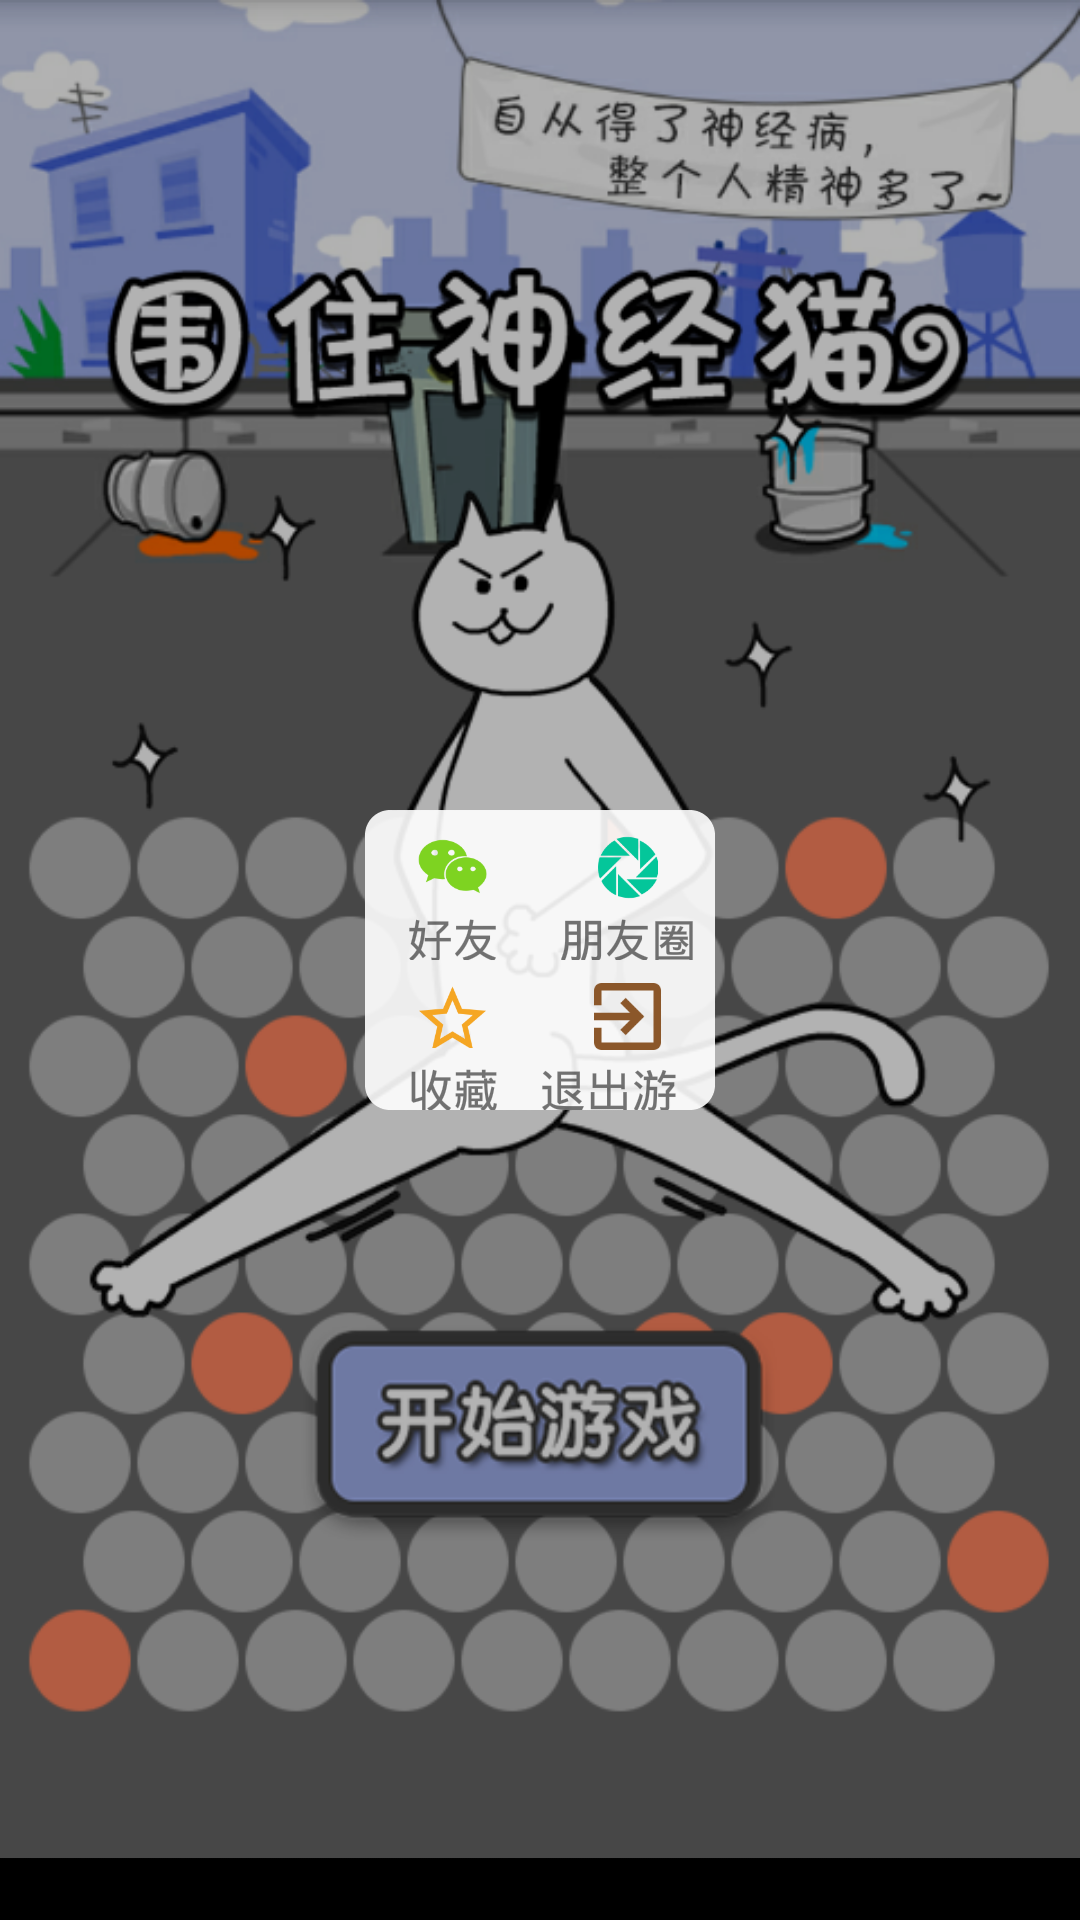 自从得了神经病，
整个人精神多了~
围住神经猫
好友
朋友圈
收藏
退出游
开始游戏